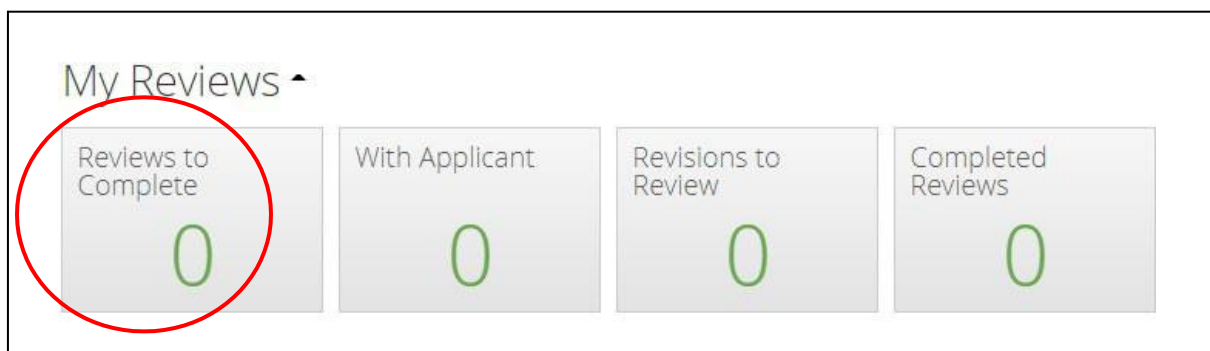 My Reviews
Reviews to
Complete
0
With Applicant
0
Revisions to
Review
0
Completed
Reviews
0